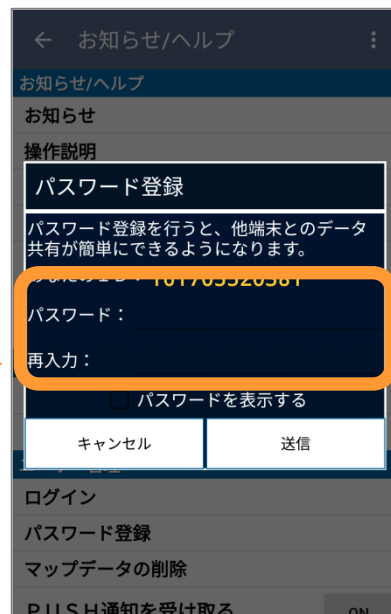 ← お知らせ/ヘルプ
お知らせ/ヘルプ
お知らせ
操作説明
パスワード登録
パスワード登録を行うと、他端末とのデータ
共有が簡単にできるようになります。
パスワード：
再入力：
パスワードを表示する
キャンセル 送信
ログイン
パスワード登録
マップデータの削除
PUSH通知を受け取る ON